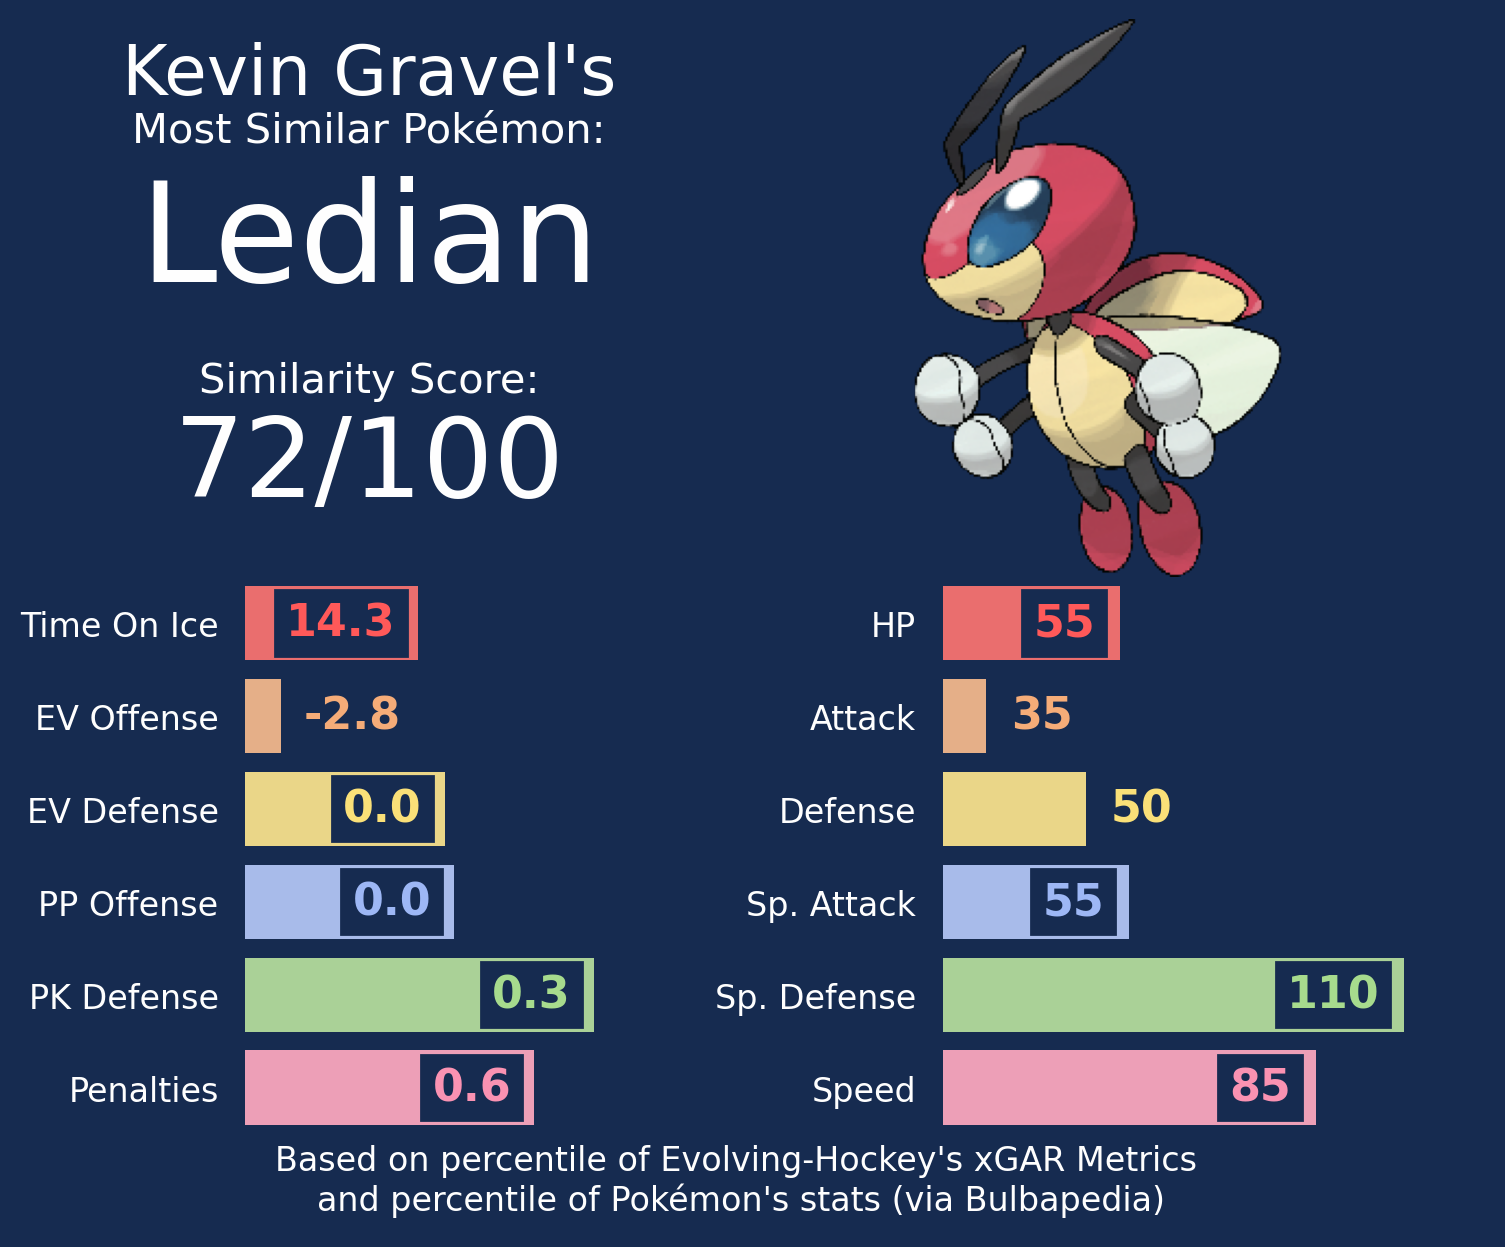 Kevin Gravel's
Most Similar Pokémon:
Ledian
Similarity Score:
72/100
Time On Ice 14.3
EV Offense -2.8
EV Defense 0.0
PP Offense 0.0
PK Defense 0.3
Penalties 0.6
HP 55
Attack 35
Defense 50
Sp. Attack 55
Sp. Defense 110
Speed 85
Based on percentile of Evolving-Hockey's xGAR Metrics
and percentile of Pokémon's stats (via Bulbapedia)